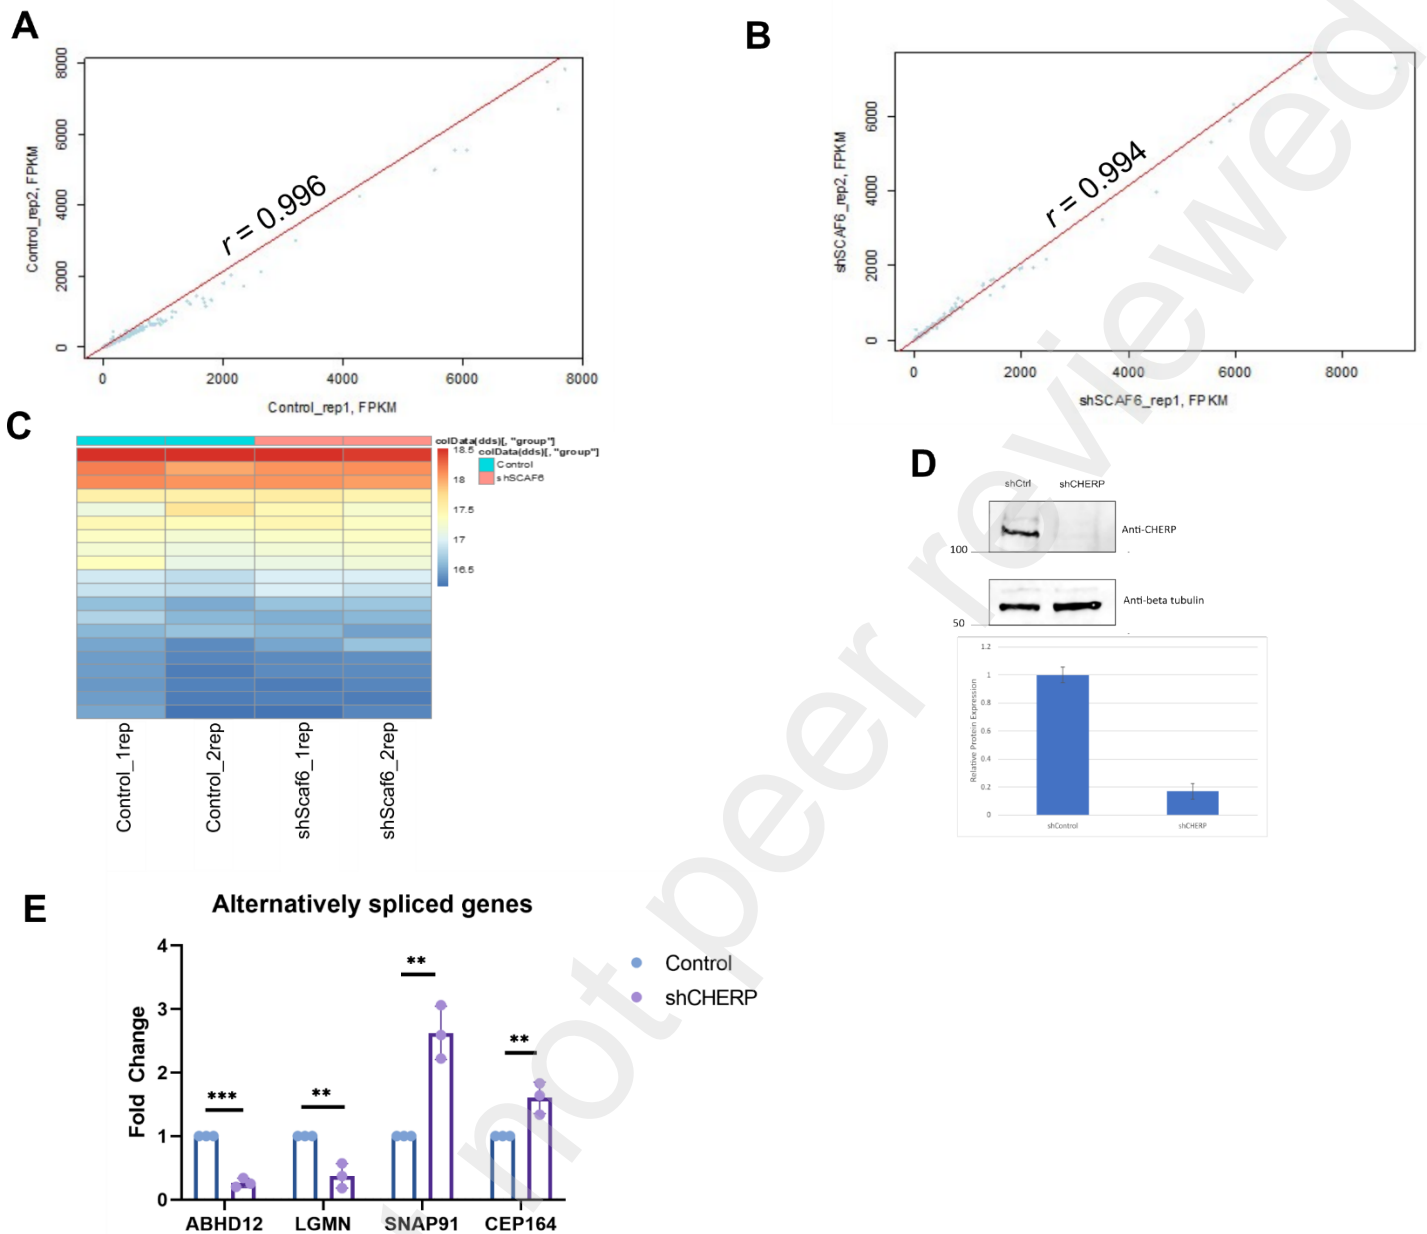 A
8000
6000
4000
2000
0
Control_rep2, FPKM
r = 0.996
0 2000 4000 6000 8000
Control_rep1, FPKM
B
6000
4000
2000
0
shSCAF6_rep2, FPKM
r = 0.994
0 2000 4000 6000 8000
shSCAF6_rep1, FPKM
C
colData(dds)[, "group"]
18.5
18
17.5
17
16.5
colData(dds)[, "group"]
Control
shSCAF6
Control_1rep
Control_2rep
shScaf6_1rep
shScaf6_2rep
D
shCtrl shCHERP
Anti-CHERP
100
Anti-beta tubulin
50
1.2
1
0.8
0.6
0.4
0.2
0
Relative Protein Expression
shControl shCHERP
E
Alternatively spliced genes
4
3
2
1
0
Fold Change
***
**
**
**
Control
shCHERP
ABHD12 LGMN SNAP91 CEP164
not peer reviewed